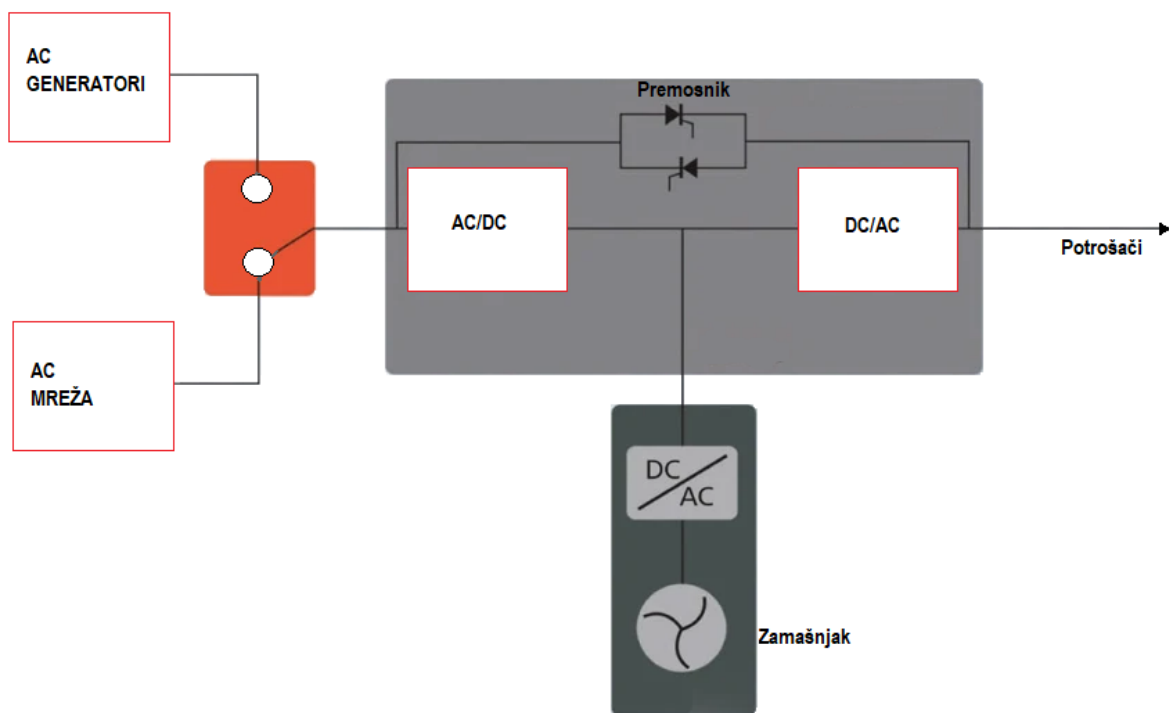 AC
GENERATORI
Premosnik
AC/DC
DC/AC
Potrošači
AC
MREŽA
DC
AC
Zamašnjak